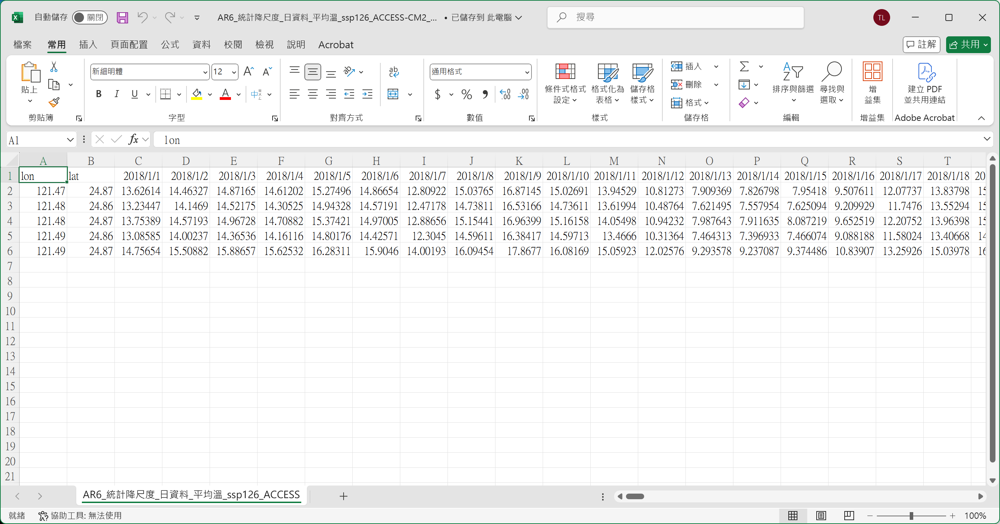 自動儲存 關閉 AR6_統計降尺度_日資料_平均溫_ssp126_ACCESS-CM2_... • 已儲存到 此電腦 搜尋 TL
檔案 常用 插入 頁面配置 公式 資料 校閱 檢視 說明 Acrobat 註解 共用
貼上
新細明體 12
B I U
ab
通用格式
$ %
條件式格式
設定
格式化為
表格
儲存格
樣式
插入
刪除
格式
排序與篩選
尋找與
選取
增
益集
建立 PDF
並共用連結
剪貼簿 字型 對齊方式 數值 樣式 儲存格 編輯 增益集 Adobe Acrobat
A1 fx lon
A B C D E F G H I J K L M N O P Q R S T
1 lon lat 2018/1/1 2018/1/2 2018/1/3 2018/1/4 2018/1/5 2018/1/6 2018/1/7 2018/1/8 2018/1/9 2018/1/10 2018/1/11 2018/1/12 2018/1/13 2018/1/14 2018/1/15 2018/1/16 2018/1/17 2018/1/18 20
2 121.47 24.87 13.62614 14.46327 14.87165 14.61202 15.27496 14.86654 12.80922 15.03765 16.87145 15.02691 13.94529 10.81273 7.909369 7.826798 7.95418 9.507611 12.07737 13.83798 15
3 121.48 24.86 13.23447 14.1469 14.52175 14.30525 14.94328 14.57191 12.47178 14.73811 16.53166 14.73611 13.61994 10.48764 7.621495 7.557954 7.625094 9.209929 11.7476 13.55294 15
4 121.48 24.87 13.75389 14.57193 14.96728 14.70882 15.37421 14.97005 12.88656 15.15441 16.96399 15.16158 14.05498 10.94232 7.987643 7.911635 8.087219 9.652519 12.20752 13.96398 15
5 121.49 24.86 13.08585 14.00237 14.36536 14.16116 14.80176 14.42571 12.3045 14.59611 16.38417 14.59713 13.4666 10.31364 7.464313 7.396933 7.466074 9.088188 11.58024 13.40668 14
6 121.49 24.87 14.75654 15.50882 15.88657 15.62532 16.28311 15.9046 14.00193 16.09454 17.8677 16.08169 15.05923 12.02576 9.293578 9.237087 9.374486 10.83907 13.25926 15.03978 16
7
8
9
10
11
12
13
14
15
16
17
18
19
20
21
AR6_統計降尺度_日資料_平均溫_ssp126_ACCESS
就緒 協助工具: 無法使用 100%